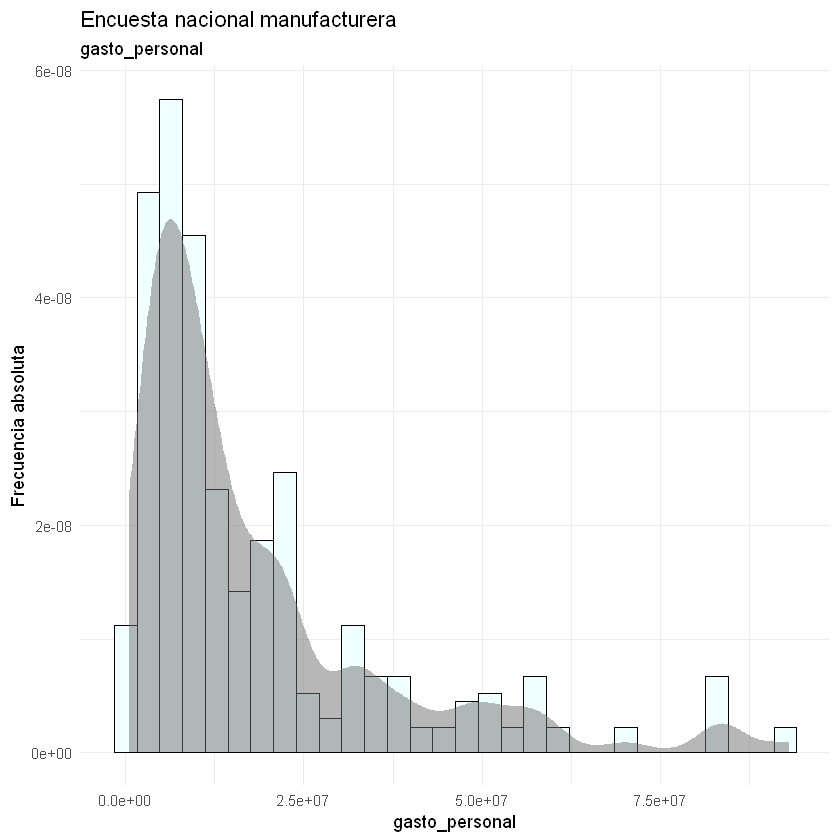 Encuesta nacional manufacturera
gasto_personal
6e-08
4e-08
2e-08
0e+00
Frecuencia absoluta
0.0e+00
2.5e+07
5.0e+07
7.5e+07
gasto_personal